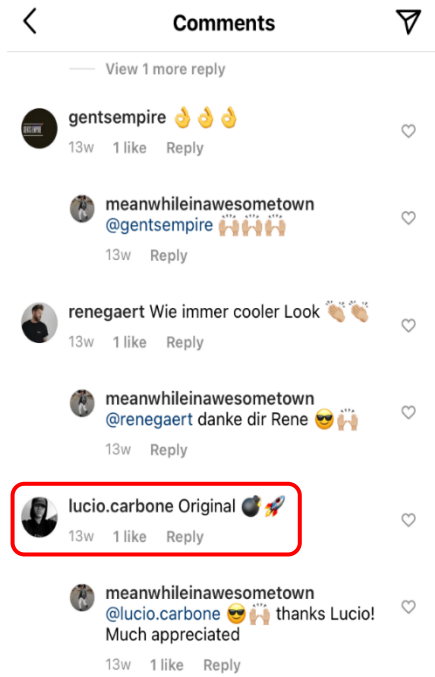 Comments
View 1 more reply
gentsempire 👌👌👌
13w 1 like Reply
meanwhileinawesometown
@gentsempire 🙌🏼🙌🏼🙌🏼
13w Reply
renegaert Wie immer cooler Look 👏🏼👏🏼
13w 1 like Reply
meanwhileinawesometown
@renegaert danke dir Rene 😎🙌🏼
13w Reply
lucio.carbone Original 💣🚀
13w 1 like Reply
meanwhileinawesometown
@lucio.carbone 😎🙌🏼 thanks Lucio!
Much appreciated
13w 1 like Reply